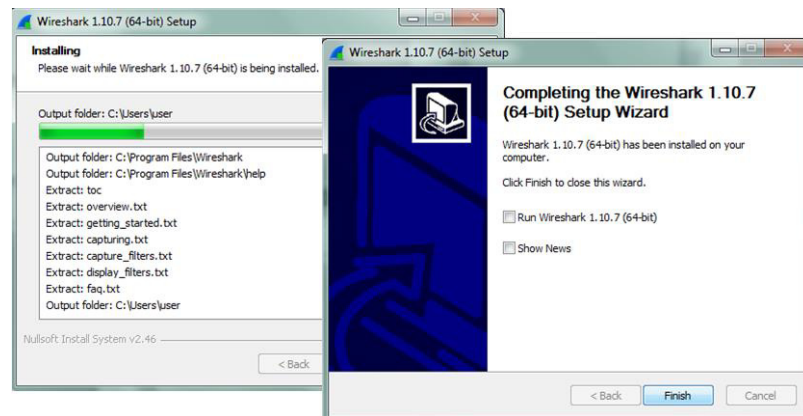 Wireshark 1.10.7 (64-bit) Setup
Installing
Please wait while Wireshark 1.10.7 (64-bit) is being installed.
Output folder: C:\Users\user
Output folder: C:\Program Files\Wireshark
Output folder: C:\Program Files\Wireshark\help
Extract: toc
Extract: overview.txt
Extract: getting_started.txt
Extract: capturing.txt
Extract: capture_filters.txt
Extract: display_filters.txt
Extract: faq.txt
Output folder: C:\Users\user
Nullsoft Install System v2.46
< Back
Wireshark 1.10.7 (64-bit) Setup
Completing the Wireshark 1.10.7
(64-bit) Setup Wizard
Wireshark 1.10.7 (64-bit) has been installed on your
computer.
Click Finish to close this wizard.
Run Wireshark 1.10.7 (64-bit)
Show News
< Back Finish Cancel